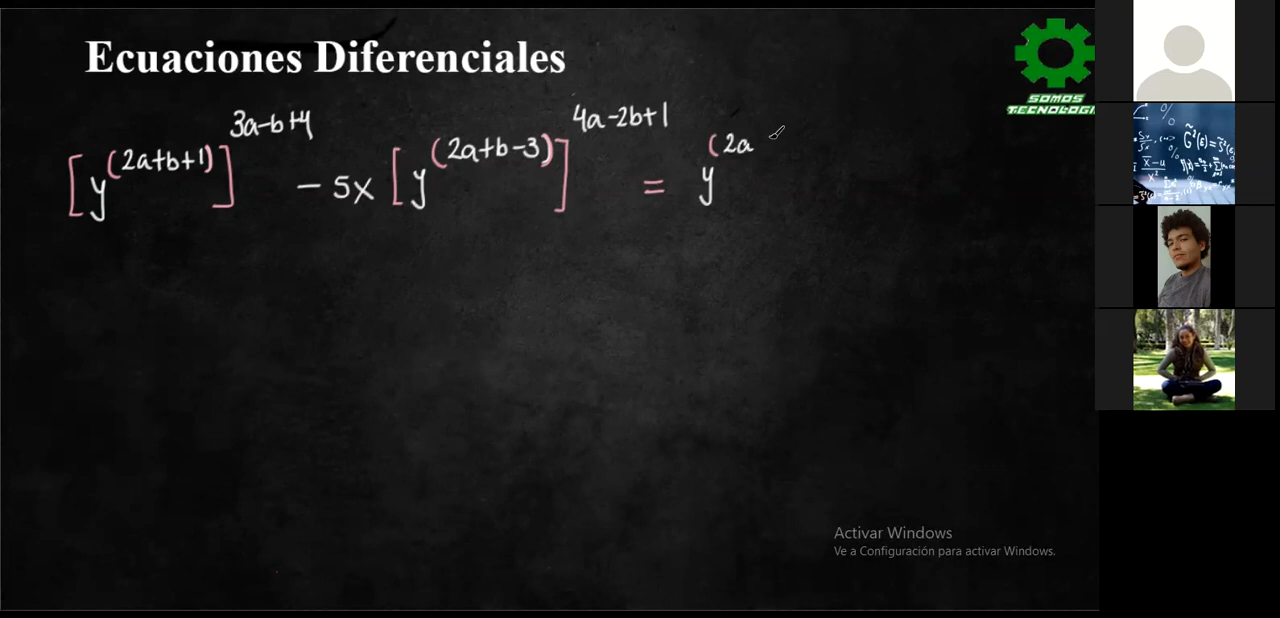 Ecuaciones Diferenciales
SOMOS
TECNOLOGÍA
[y^(2a+b+1)]^3a-b+4 - 5x [y^(2a+b-3)]^4a-2b+1 = y^(2a
Activar Windows
Ve a Configuración para activar Windows.